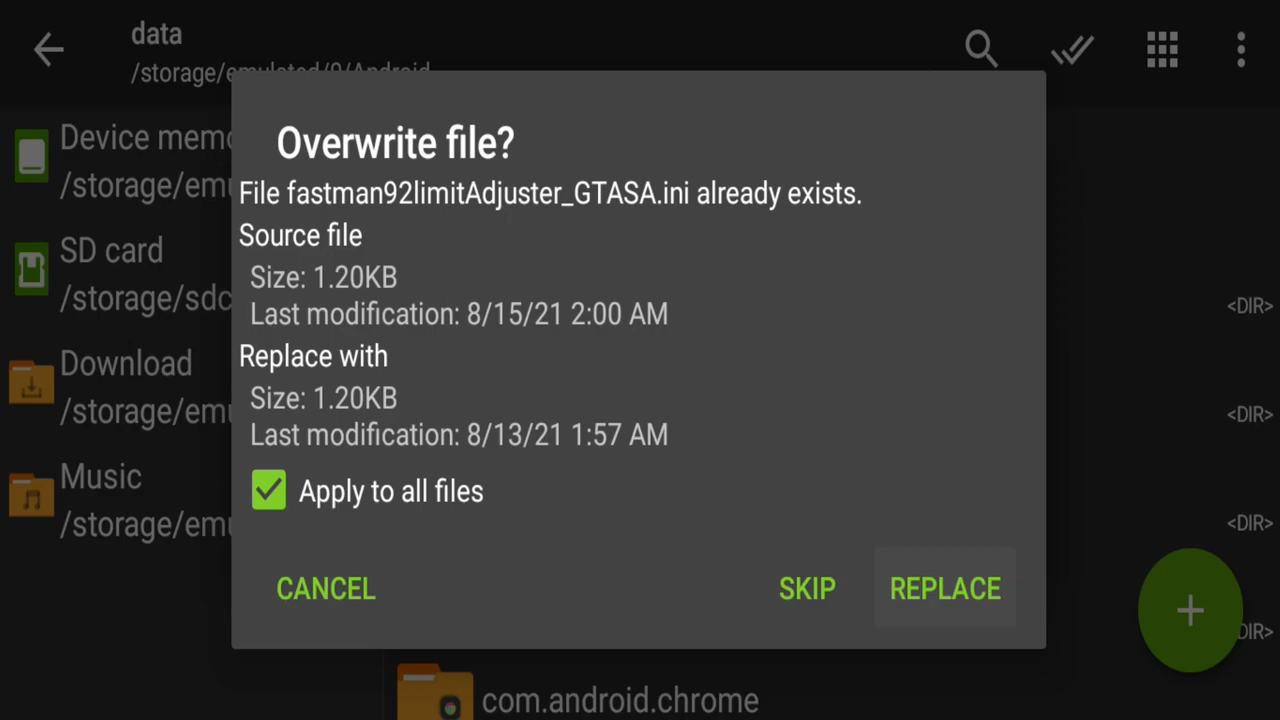 data
/storage/emulated/0/Android
Device memo
/storage/emu
SD card
/storage/sdc
Download
/storage/emu
Music
/storage/emu
Overwrite file?
File fastman92limitAdjuster_GTASA.ini already exists.
Source file
Size: 1.20KB
Last modification: 8/15/21 2:00 AM
Replace with
Size: 1.20KB
Last modification: 8/13/21 1:57 AM
Apply to all files
CANCEL
SKIP
REPLACE
<DIR>
<DIR>
<DIR>
DIR>
com.android.chrome